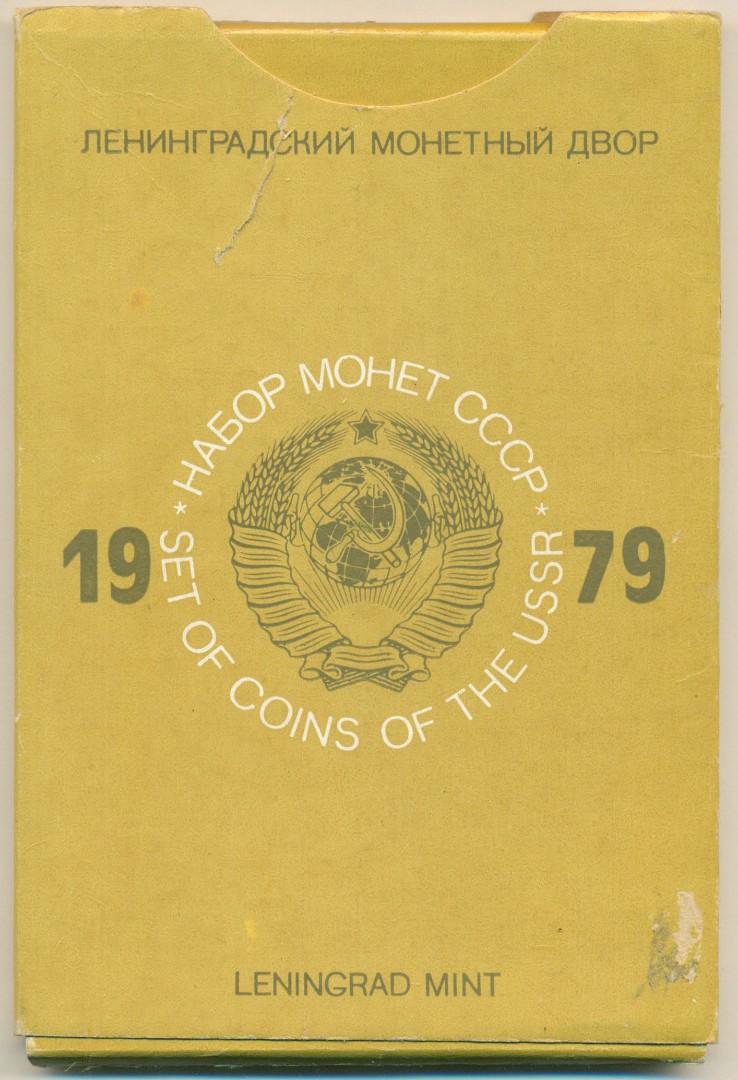 ЛЕНИНГРАДСКИЙ МОНЕТНЫЙ ДВОР
* НАБОР МОНЕТ СССР *
19 79
SET OF COINS OF THE USSR
LENINGRAD MINT